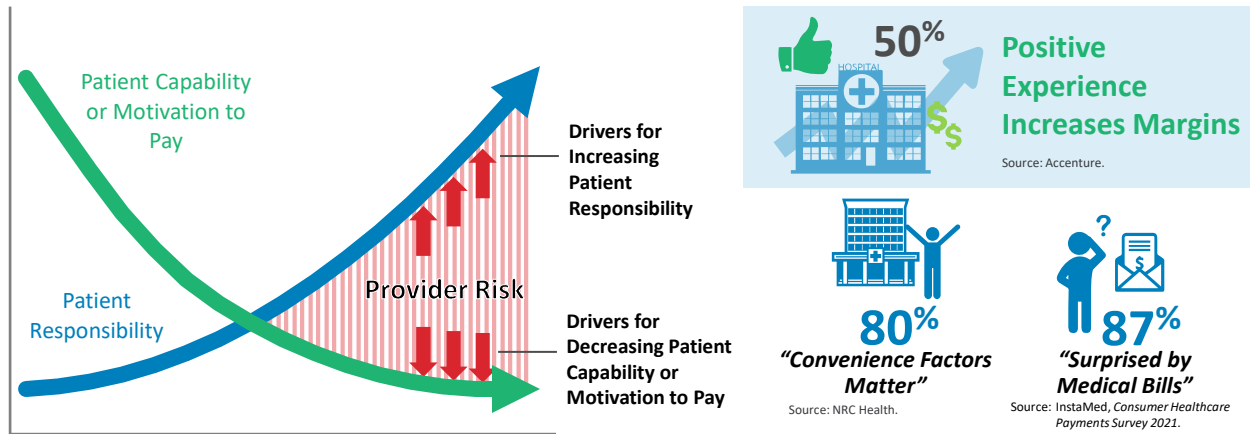 Patient Capability
or Motivation to
Pay
Patient
Responsibility
Provider Risk
Drivers for
Increasing
Patient
Responsibility
Drivers for
Decreasing Patient
Capability or
Motivation to Pay
50%
HOSPITAL
$
$
Positive
Experience
Increases Margins
Source: Accenture.
80%
“Convenience Factors
Matter”
Source: NRC Health.
?
$
87%
“Surprised by
Medical Bills”
Source: InstaMed, Consumer Healthcare
Payments Survey 2021.